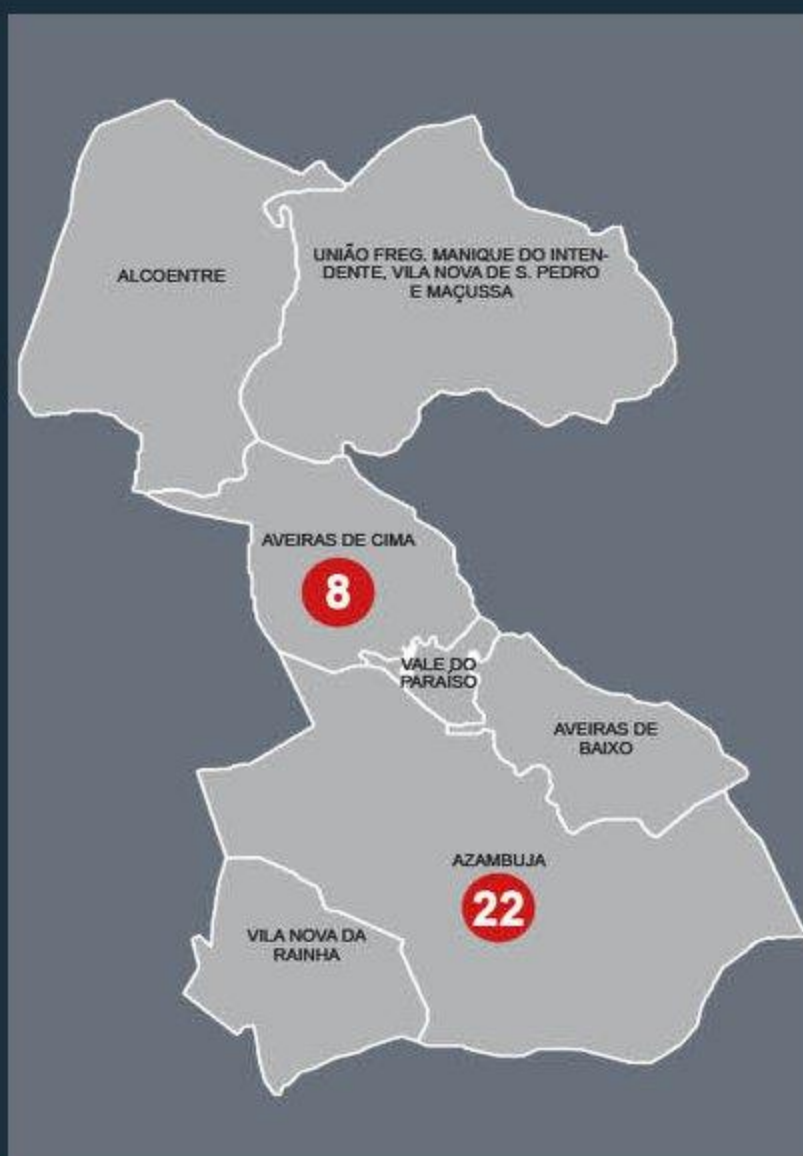 ALCOENTRE
UNIÃO FREG. MANIQUE DO INTEN-
DENTE, VILA NOVA DE S. PEDRO
E MAÇUSSA
AVEIRAS DE CIMA
8
VALE DO
PARAÍSO
AVEIRAS DE
BAIXO
AZAMBUJA
22
VILA NOVA DA
RAINHA